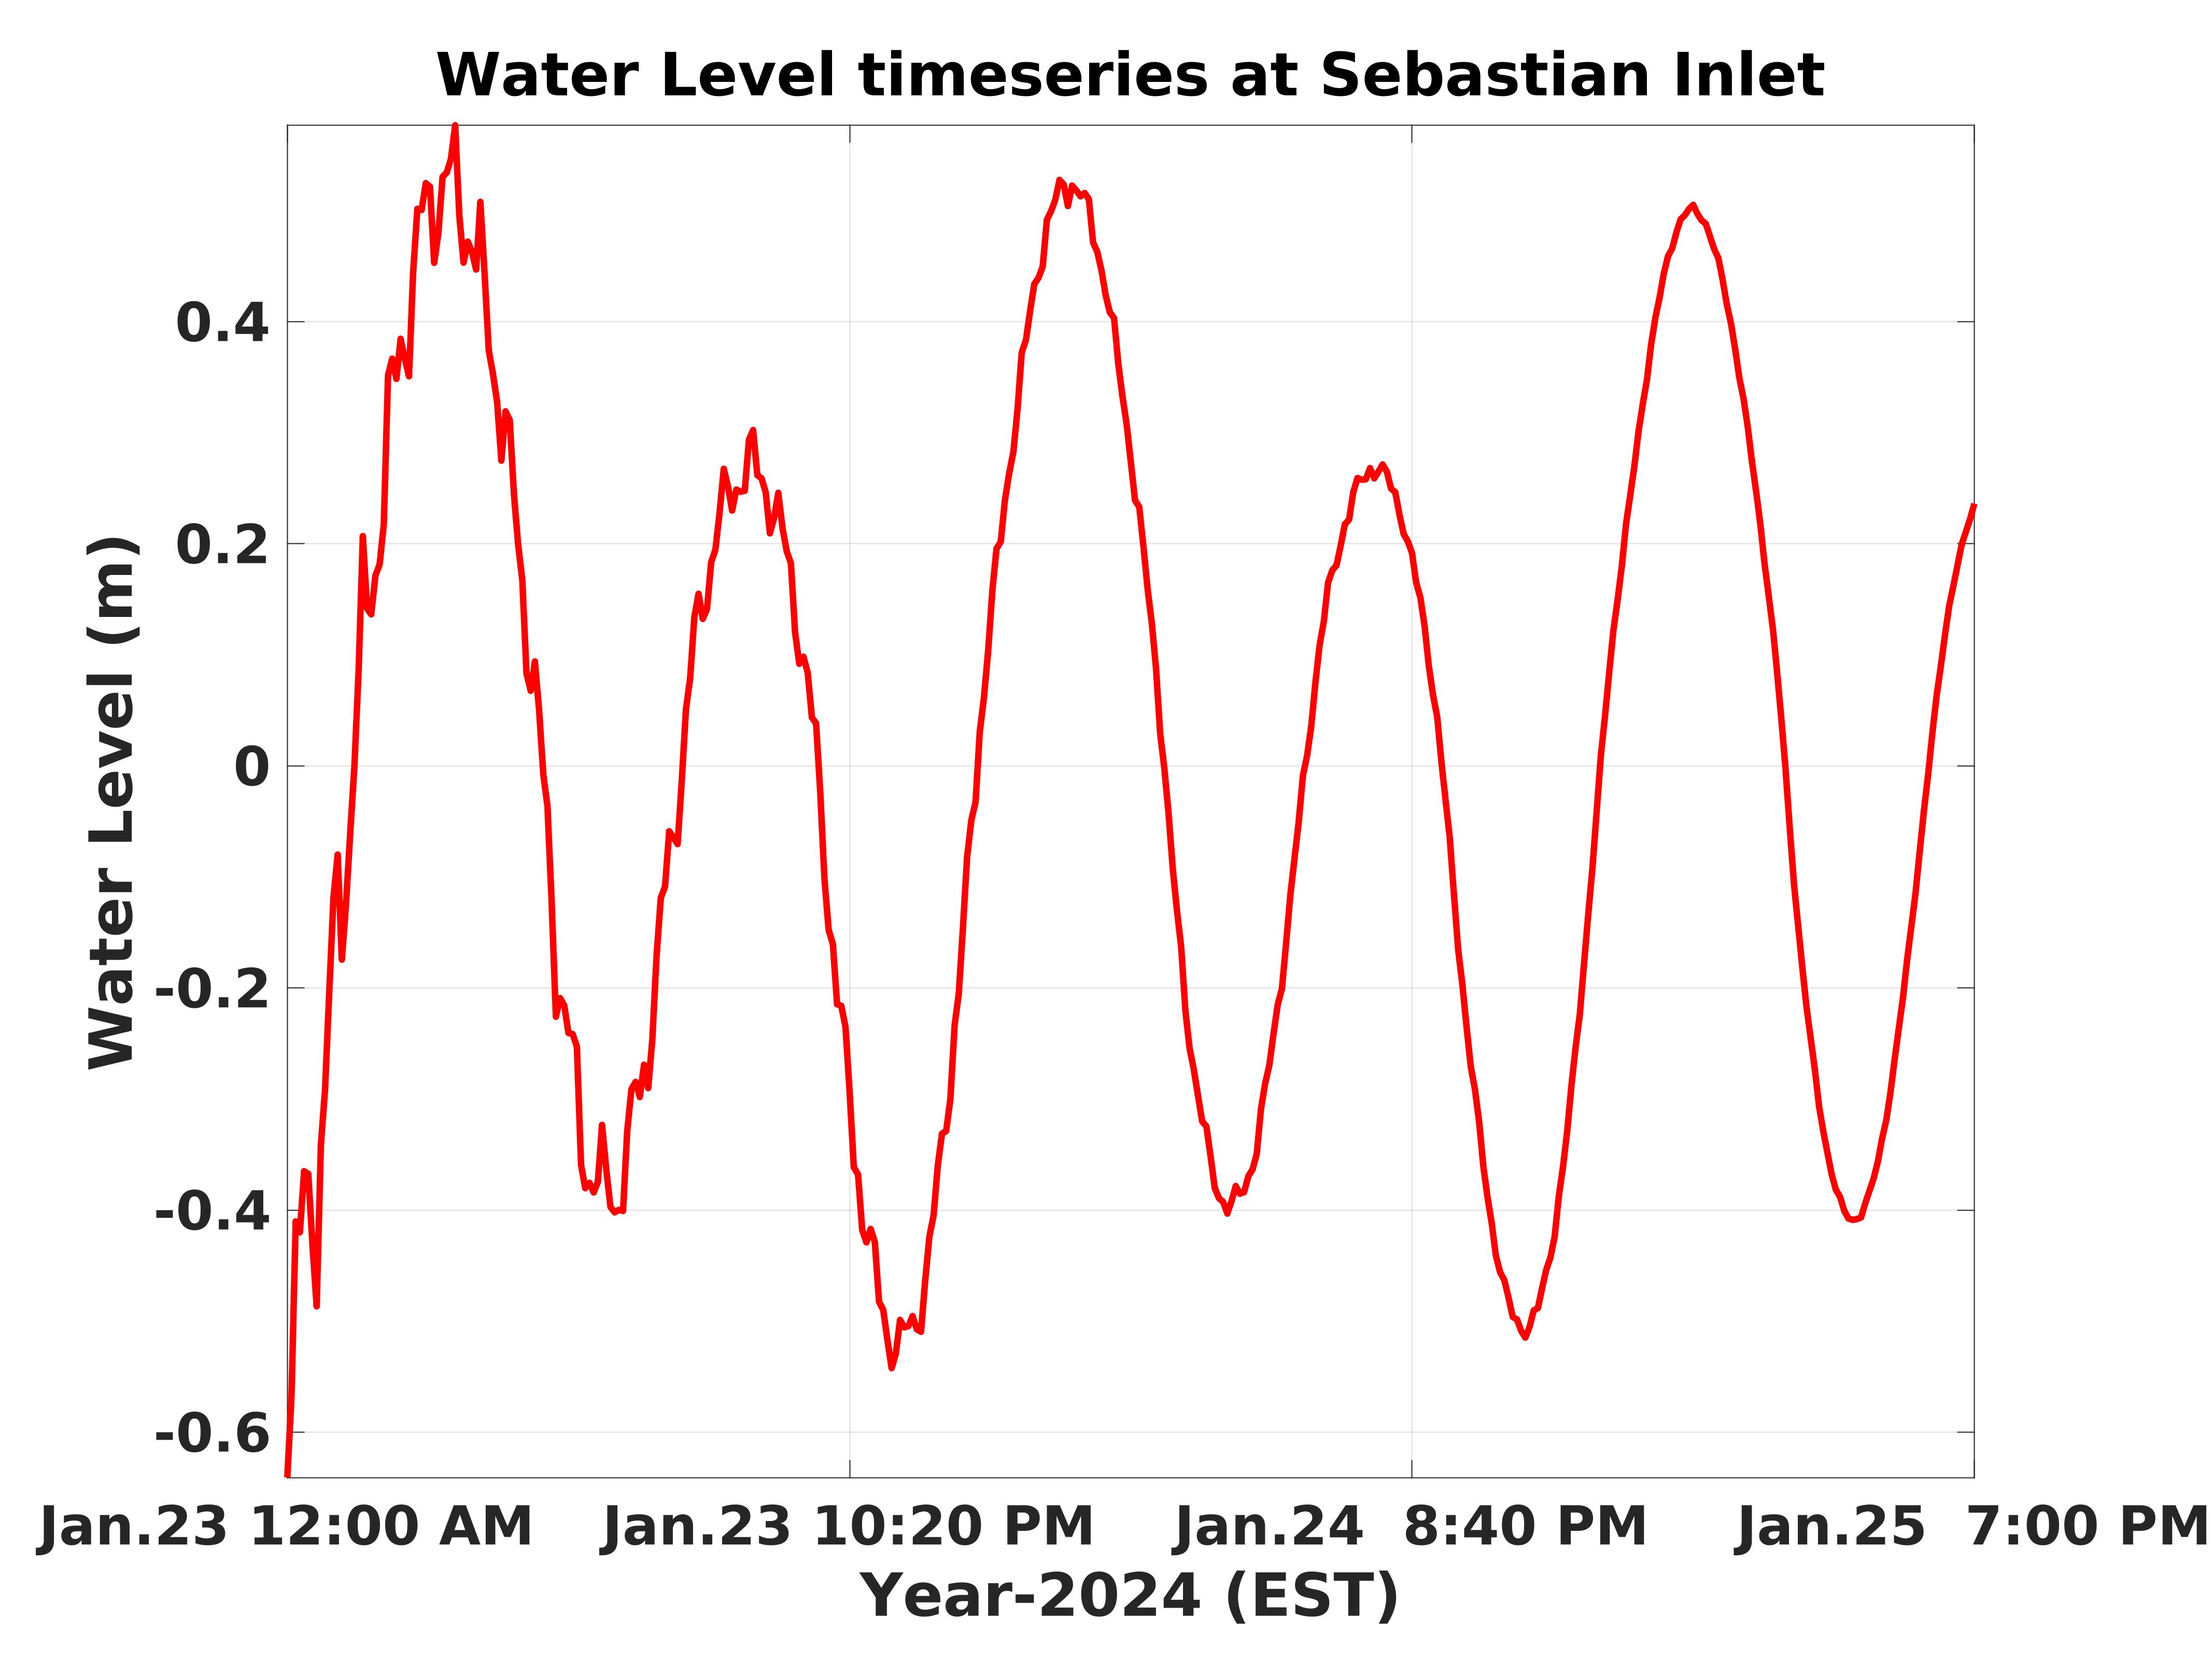 Water Level timeseries at Sebastian Inlet
Water Level (m)
0.4
0.2
0
-0.2
-0.4
-0.6
Jan.23 12:00 AM
Jan.23 10:20 PM
Jan.24 8:40 PM
Jan.25 7:00 PM
Year-2024 (EST)